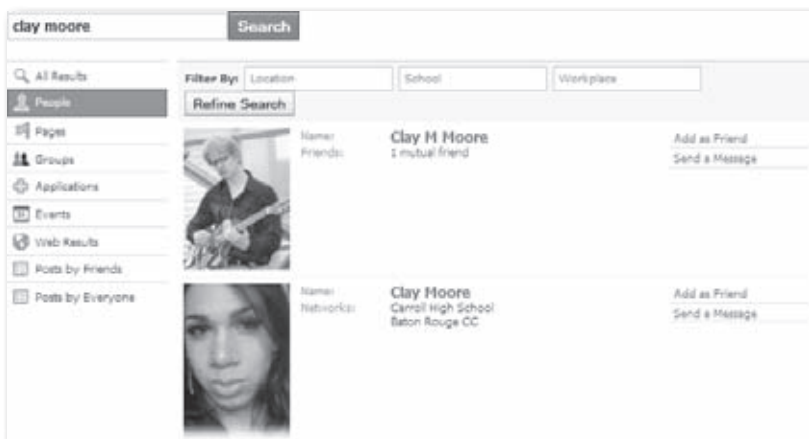 clay moore
Search
All Results
People
Pages
Groups
Applications
Events
Web Results
Posts by Friends
Posts by Everyone
Filter By: Location School Workplace
Refine Search
Name: Clay M Moore
Friends: 1 mutual friend
Add as Friend
Send a Message
Name: Clay Moore
Networks: Carroll High School
Baton Rouge CC
Add as Friend
Send a Message